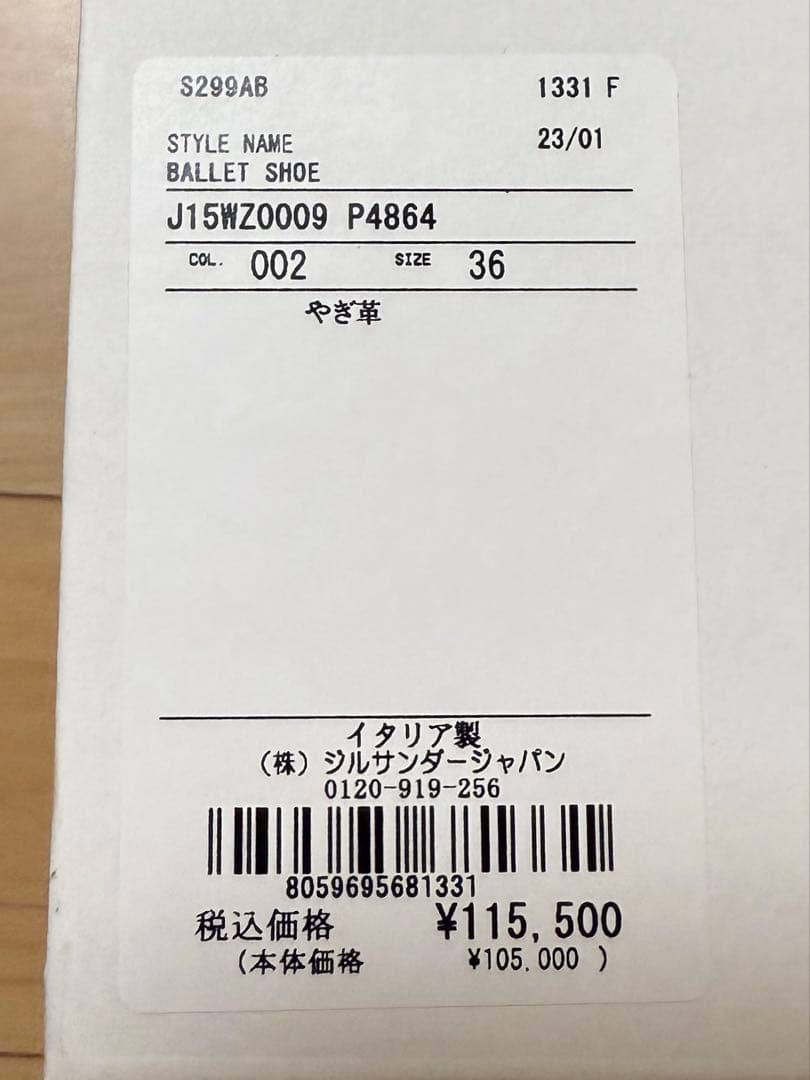 S299AB 1331 F
STYLE NAME 23/01
BALLET SHOE
J15WZ0009 P4864
COL. 002 SIZE 36
やぎ革
イタリア製
(株) ジルサンダージャパン
0120-919-256
8059695681331
税込価格 ¥115,500
(本体価格 ¥105,000 )